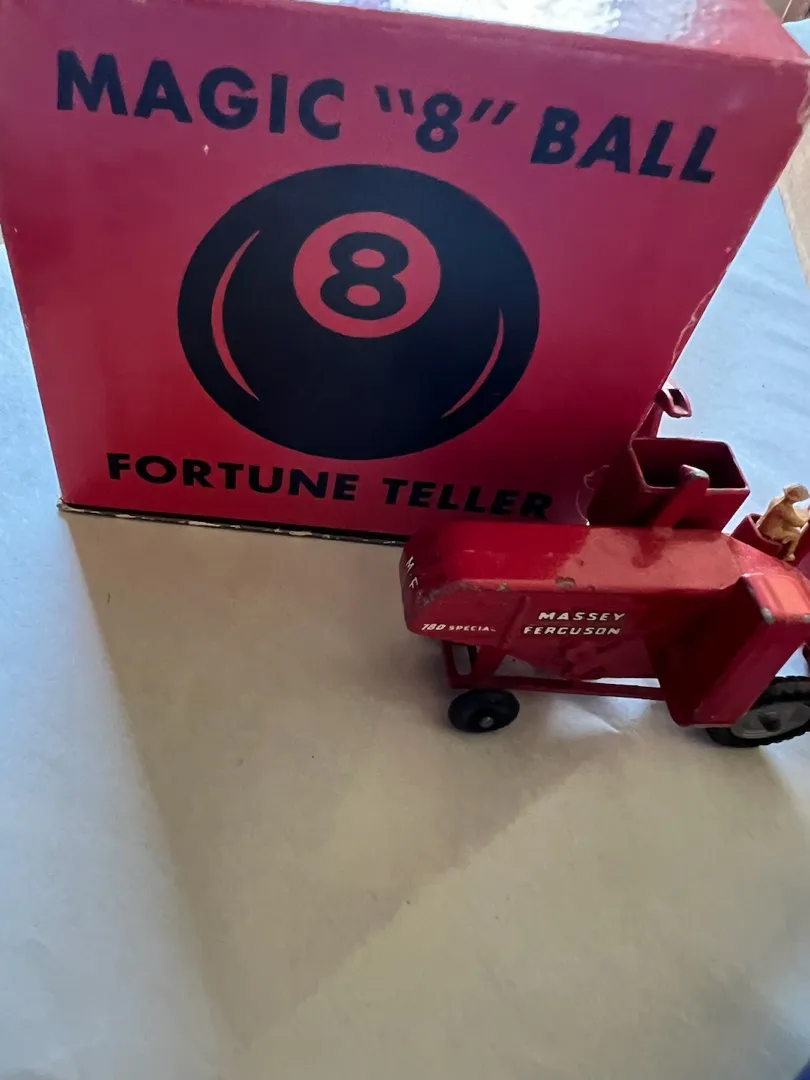 MAGIC "8" BALL
8
FORTUNE TELLER
M F
780 SPECIAL
MASSEY
FERGUSON